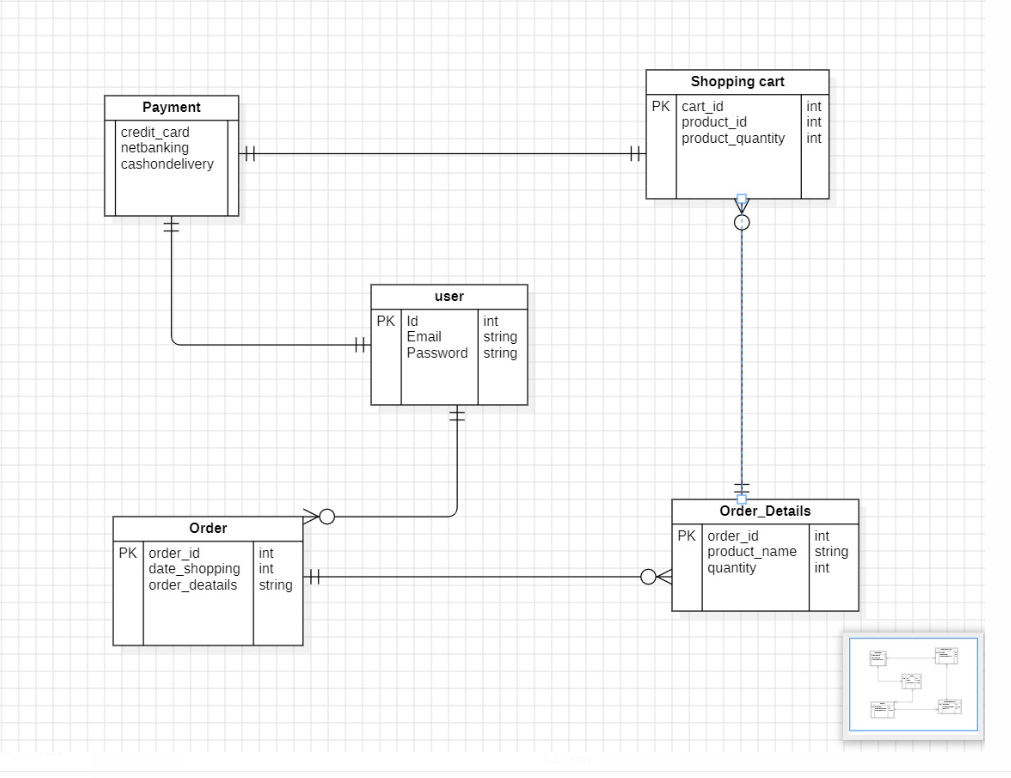 Payment
credit_card
netbanking
cashondelivery
Shopping cart
PK cart_id int
product_id int
product_quantity int
user
PK Id int
Email string
Password string
Order
PK order_id int
date_shopping int
order_deatails string
Order_Details
PK order_id int
product_name string
quantity int